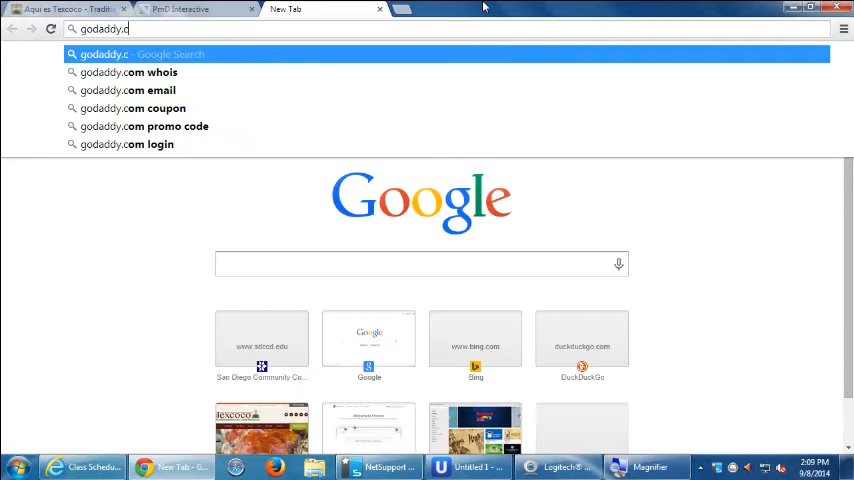 Aqui es Texcoco - Traditi
PmD Interactive
New Tab
godaddy.c
godaddy.c - Google Search
godaddy.com whois
godaddy.com email
godaddy.com coupon
godaddy.com promo code
godaddy.com login
Google
www.sdccd.edu
Google
www.bing.com
duckduckgo.com
San Diego Community Co...
Google
Bing
DuckDuckGo
Class Schedu...
New Tab - G...
NetSupport ...
Untitled 1 - ...
Logitech® ...
Magnifier
2:09 PM
9/8/2014